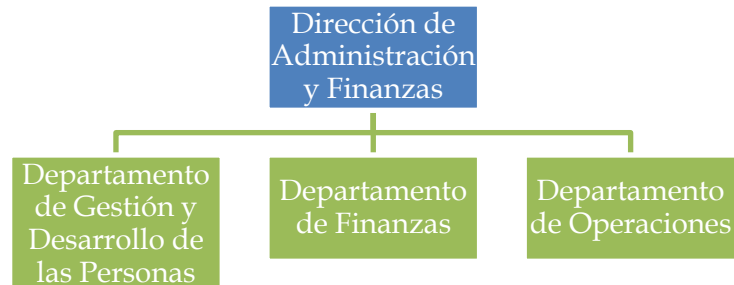 Dirección de
Administración
y Finanzas
Departamento
de Gestión y
Desarrollo de
las Personas
Departamento
de Finanzas
Departamento
de Operaciones